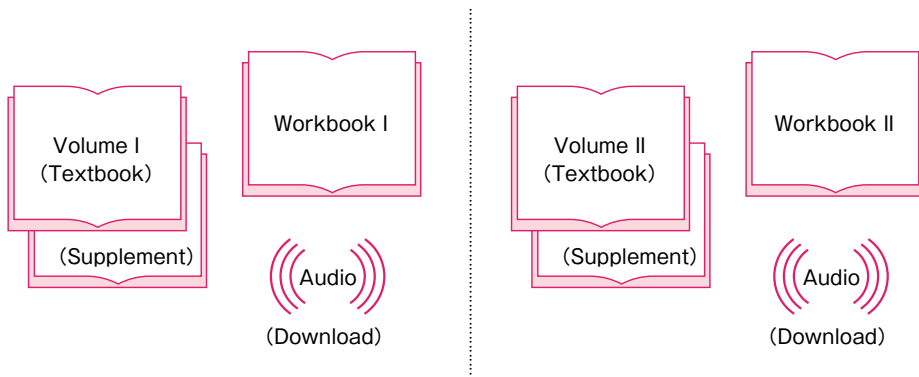 Volume I
(Textbook)
(Supplement)
Workbook I
Audio
(Download)
Volume II
(Textbook)
(Supplement)
Workbook II
Audio
(Download)